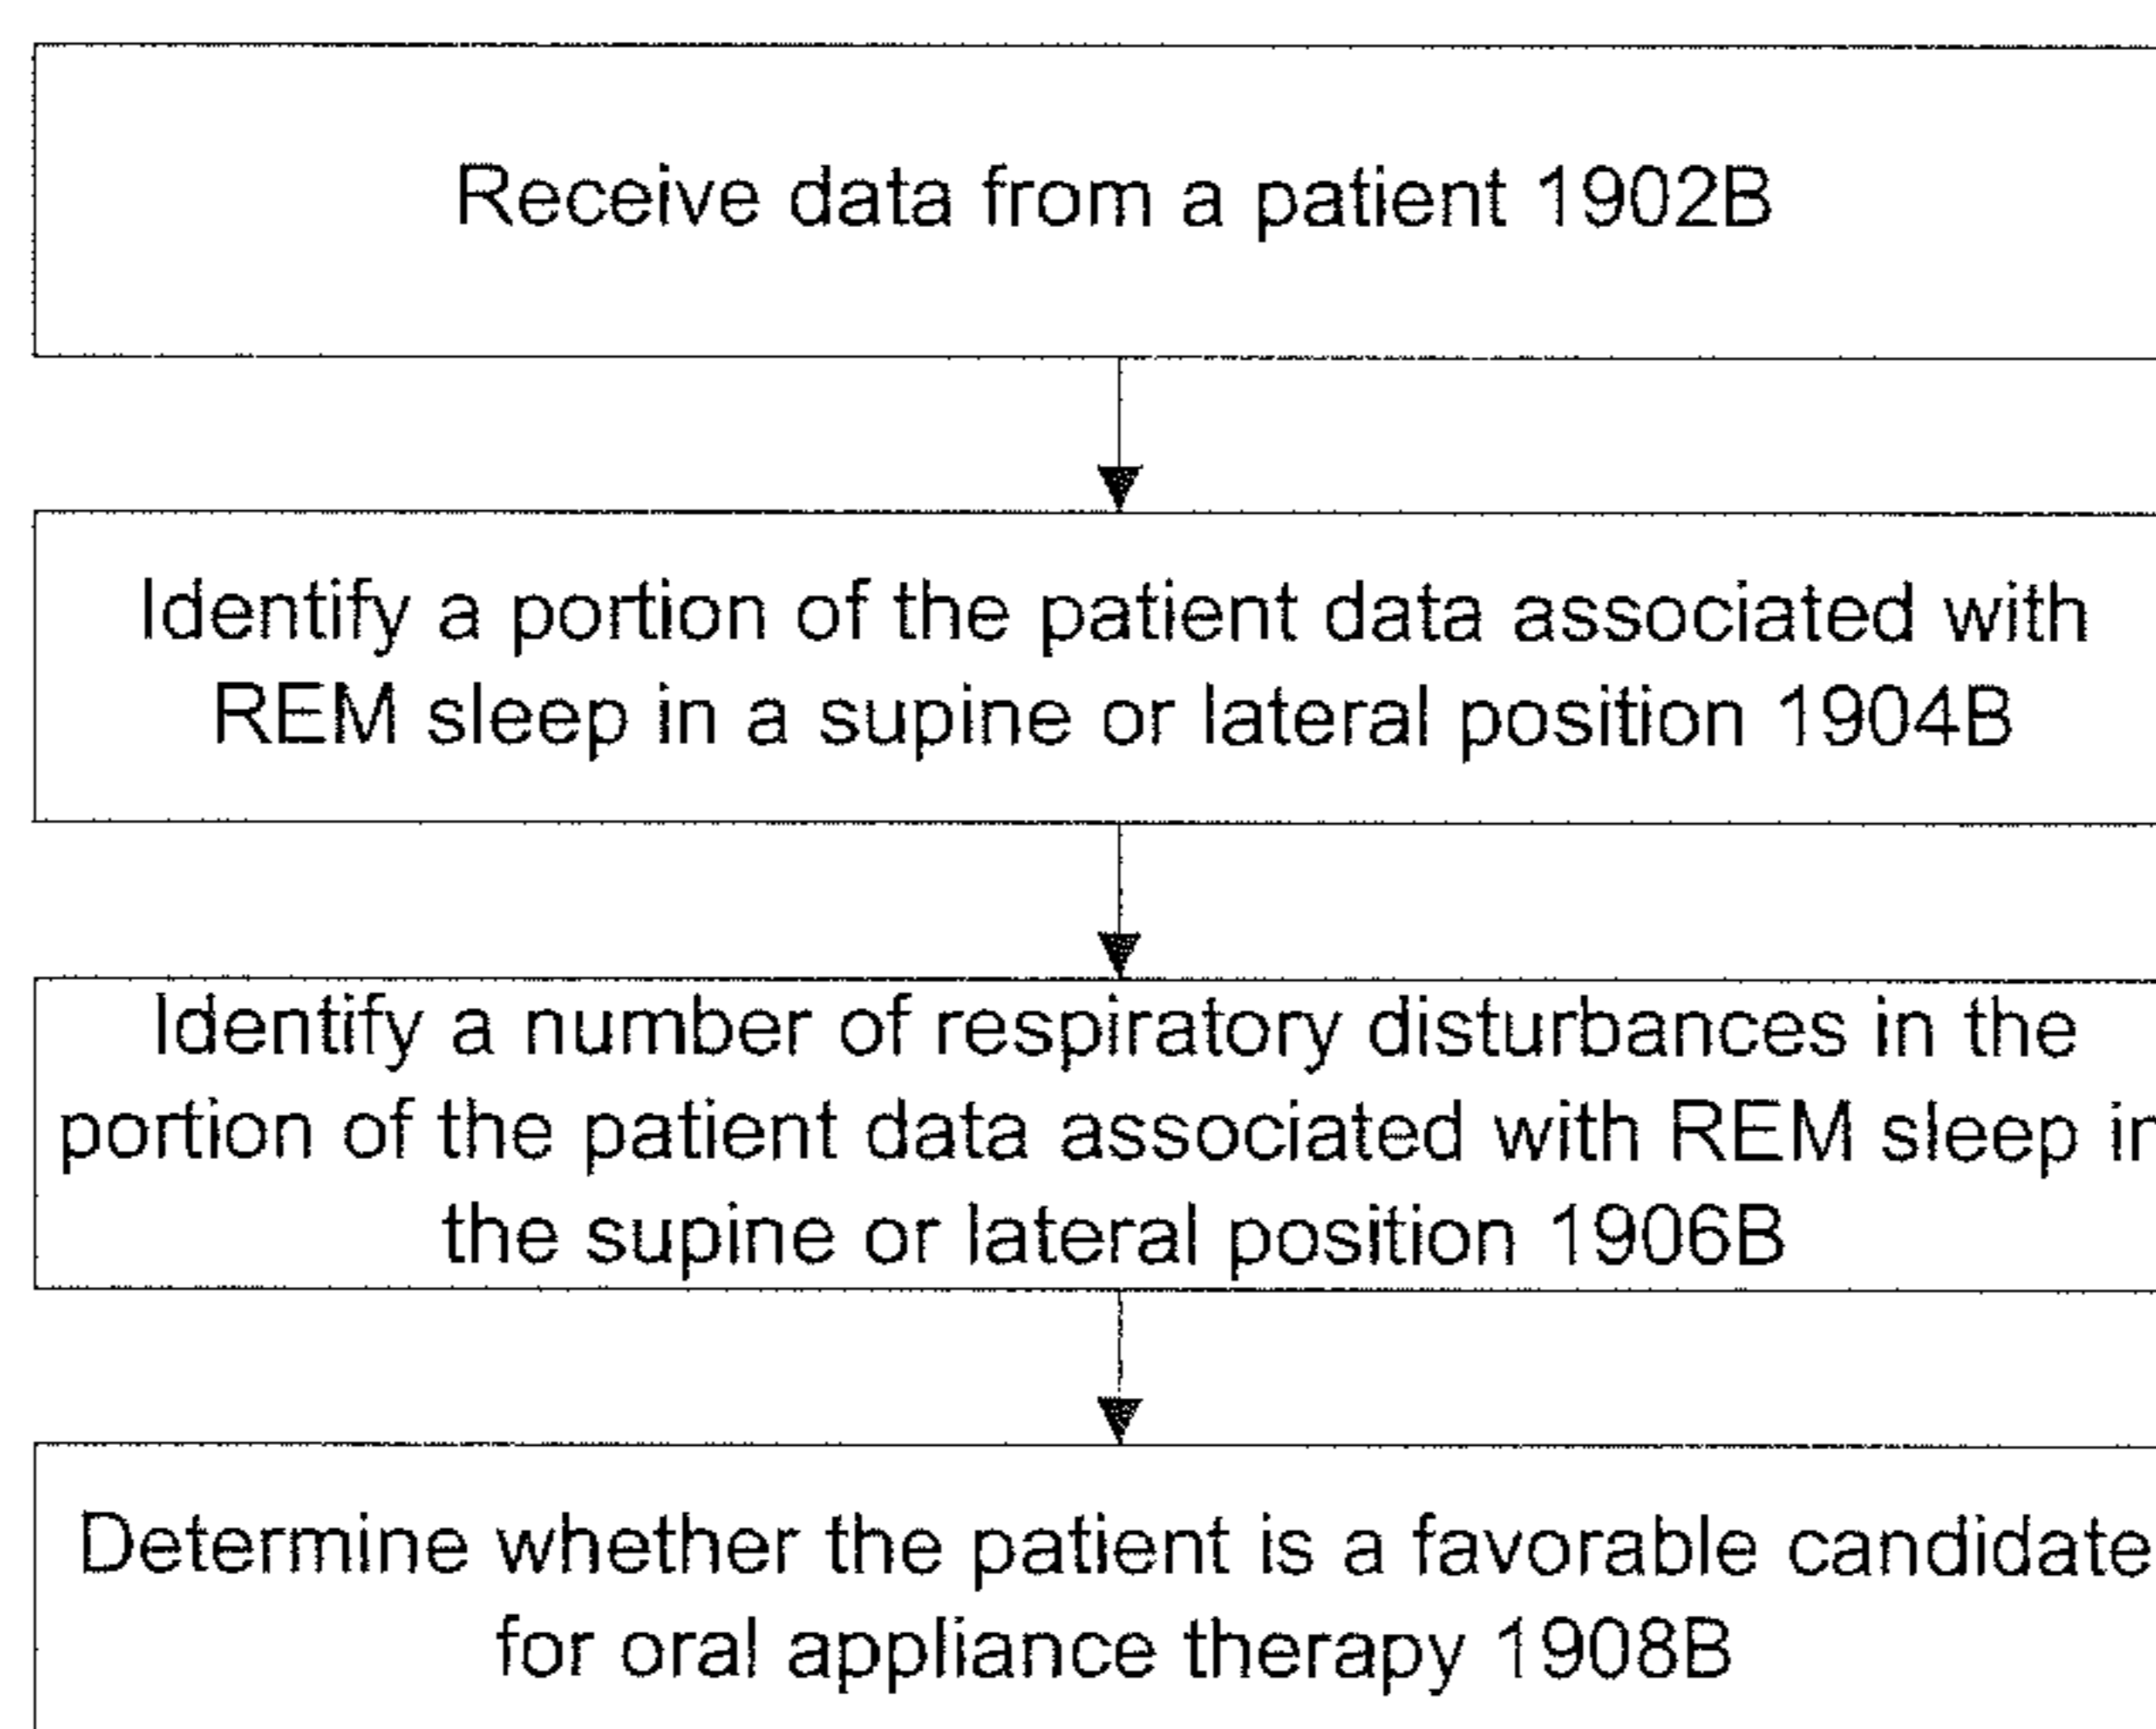 Receive data from a patient 1902B
Identify a portion of the patient data associated with
REM sleep in a supine or lateral position 1904B
Identify a number of respiratory disturbances in the
portion of the patient data associated with REM sleep in
the supine or lateral position 1906B
Determine whether the patient is a favorable candidate
for oral appliance therapy 1908B